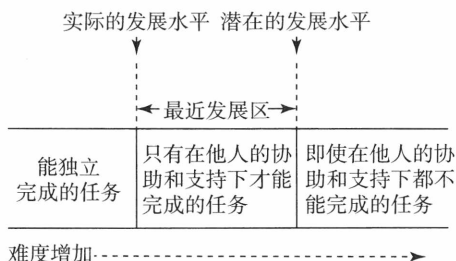 实际的发展水平 潜在的发展水平
最近发展区
能独立
完成的任务
只有在他人的协
助和支持下才能
完成的任务
即使在他人的协
助和支持下都不
能完成的任务
难度增加